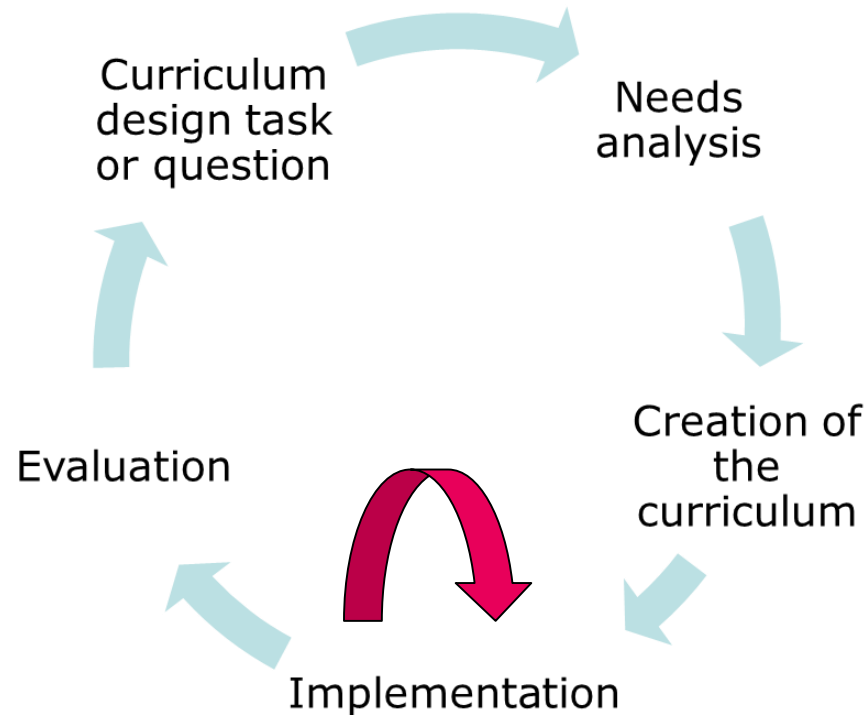 Curriculum
design task
or question
Needs
analysis
Creation of
the
curriculum
Implementation
Evaluation